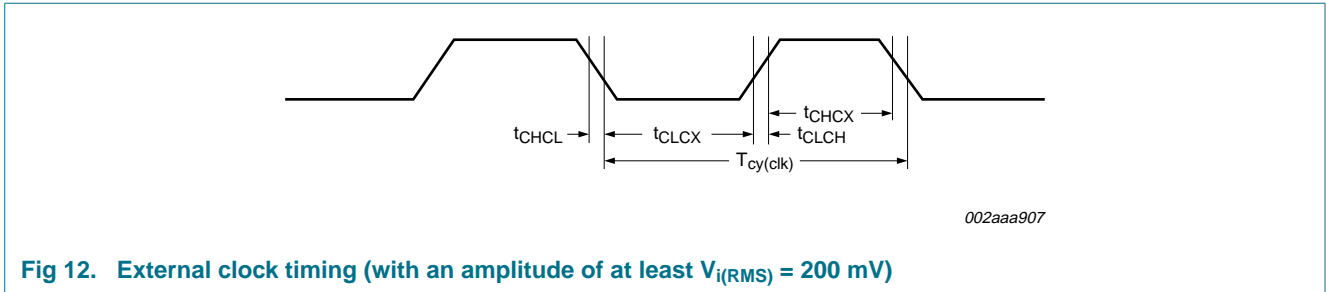 tCHCX
tCHCL tCLCX tCLCH
Tcy(clk)
002aaa907
Fig 12. External clock timing (with an amplitude of at least Vi(RMS) = 200 mV)